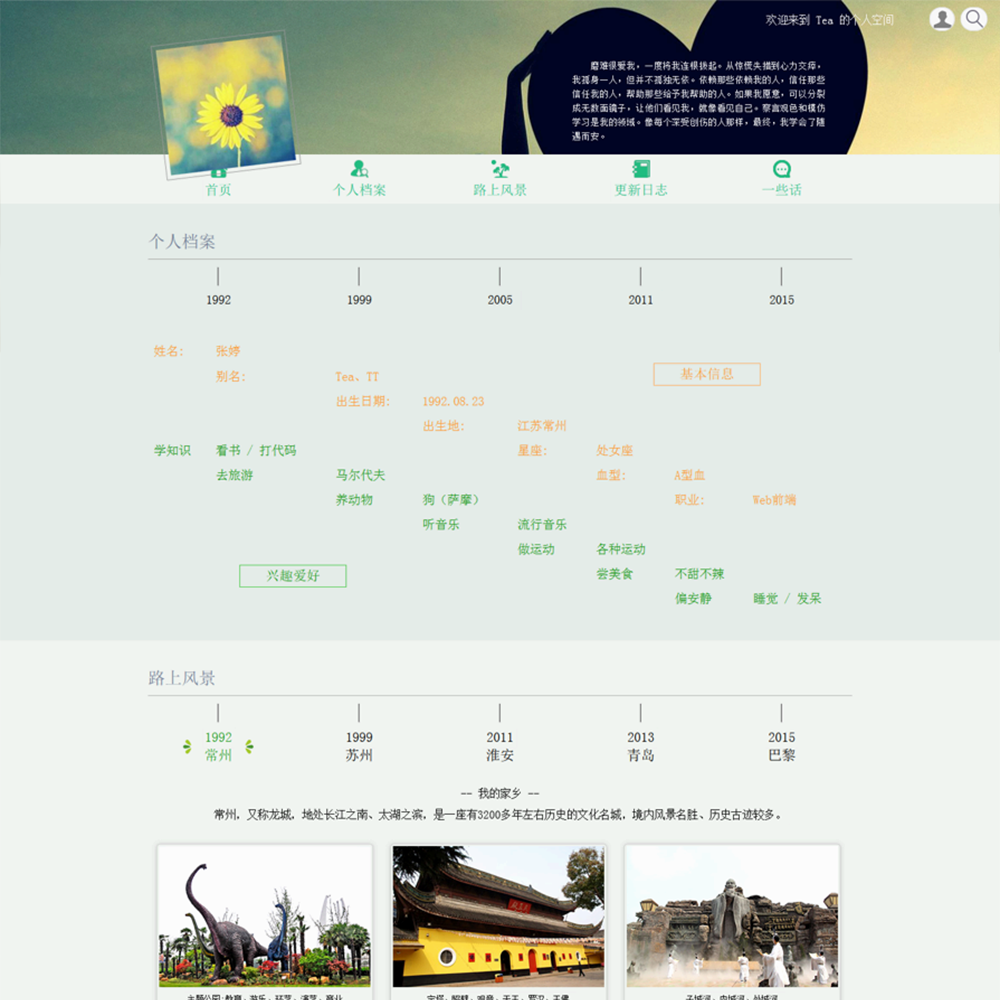 欢迎来到 Tea 的个人空间
磨难很爱我，一度将我连根拔起。从惊慌失措到心力交瘁，
我孤身一人，但并不孤独无依。依赖那些依赖我的人，信任那些
信任我的人，帮助那些给予我帮助的人。如果我愿意，可以分裂
成无数面镜子，让他们看见我，就像看见自己。察言观色和模仿
学习是我的领域。像每个深受创伤的人那样，最终，我学会了随
遇而安。
首页 个人档案 路上风景 更新日志 一些话
个人档案
1992 1999 2005 2011 2015
姓名： 张婷
别名： Tea、TT
基本信息
出生日期： 1992.08.23
出生地： 江苏常州
学知识 看书 / 打代码 星座： 处女座
去旅游 马尔代夫 血型： A型血
养动物 狗（萨摩） 职业： Web前端
听音乐 流行音乐
做运动 各种运动
兴趣爱好 尝美食 不甜不辣
偏安静 睡觉 / 发呆
路上风景
1992 1999 2011 2013 2015
常州 苏州 淮安 青岛 巴黎
-- 我的家乡 --
常州，又称龙城，地处长江之南、太湖之滨，是一座有3200多年左右历史的文化名城，境内风景名胜、历史古迹较多。